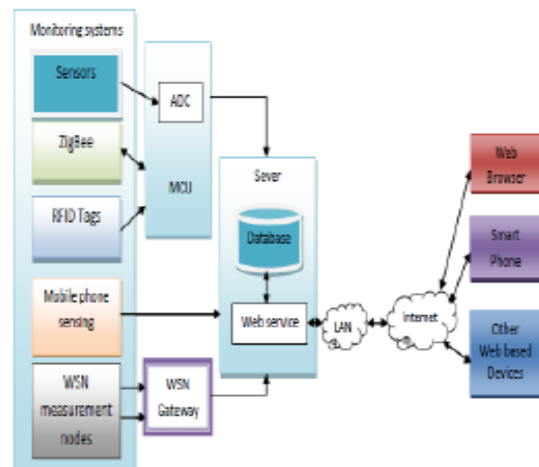 Monitoring systems
Sensors
ADC
ZigBee
MCU
RFID Tags
Sever
Database
Web service
Mobile phone
sensing
WSN
measurement
nodes
WSN
Gateway
LAN
Internet
Web
Browser
Smart
Phone
Other
Web based
Devices